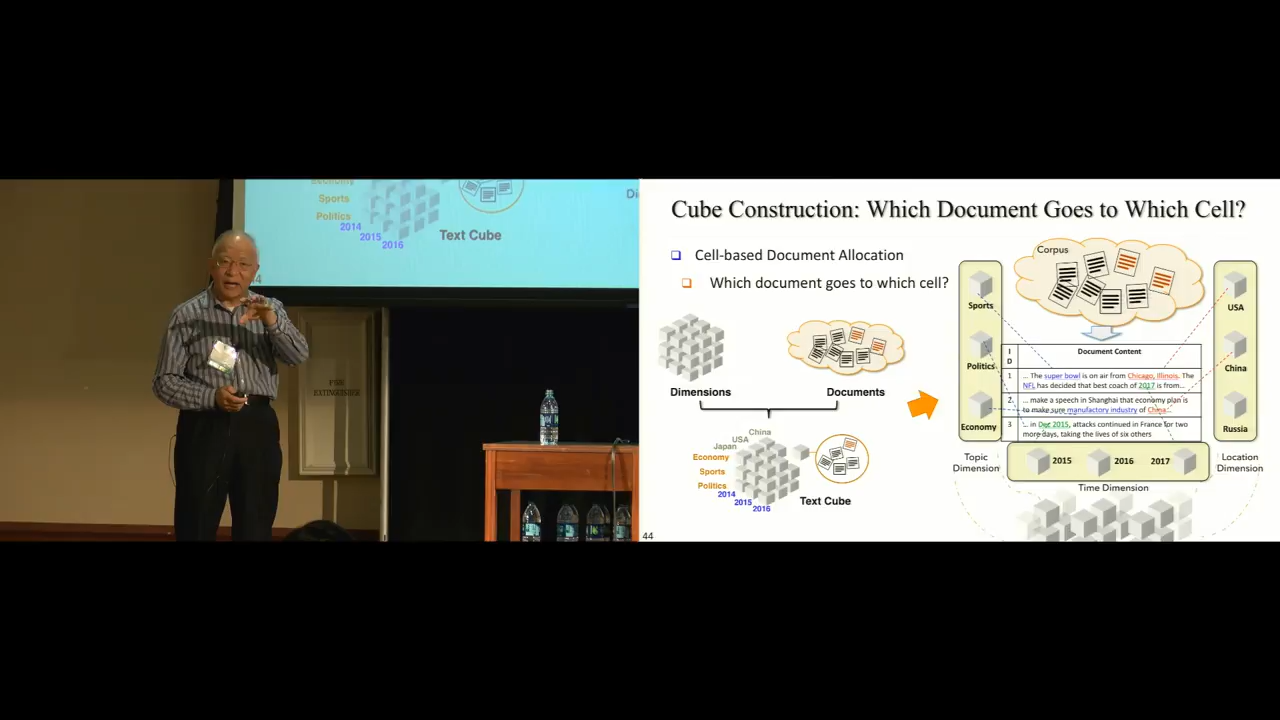 Sports
Politics
2014
2015
2016
Text Cube
FIRE
EXTINGUISHER
Cube Construction: Which Document Goes to Which Cell?
Cell-based Document Allocation
Which document goes to which cell?
Dimensions
Documents
China
USA
Japan
Economy
Sports
Politics
2014
2015
2016
Text Cube
44
Corpus
Sports
Politics
Economy
Topic
Dimension
USA
China
Russia
Location
Dimension
I
D
Document Content
1
... The super bowl is on air from Chicago, Illinois. The
NFL has decided that best coach of 2017 is from...
2.
... make a speech in Shanghai that economy plan is
to make sure manufactory industry of China...
3
... in Dec 2015, attacks continued in France for two
more days, taking the lives of six others
2015
2016
2017
Time Dimension